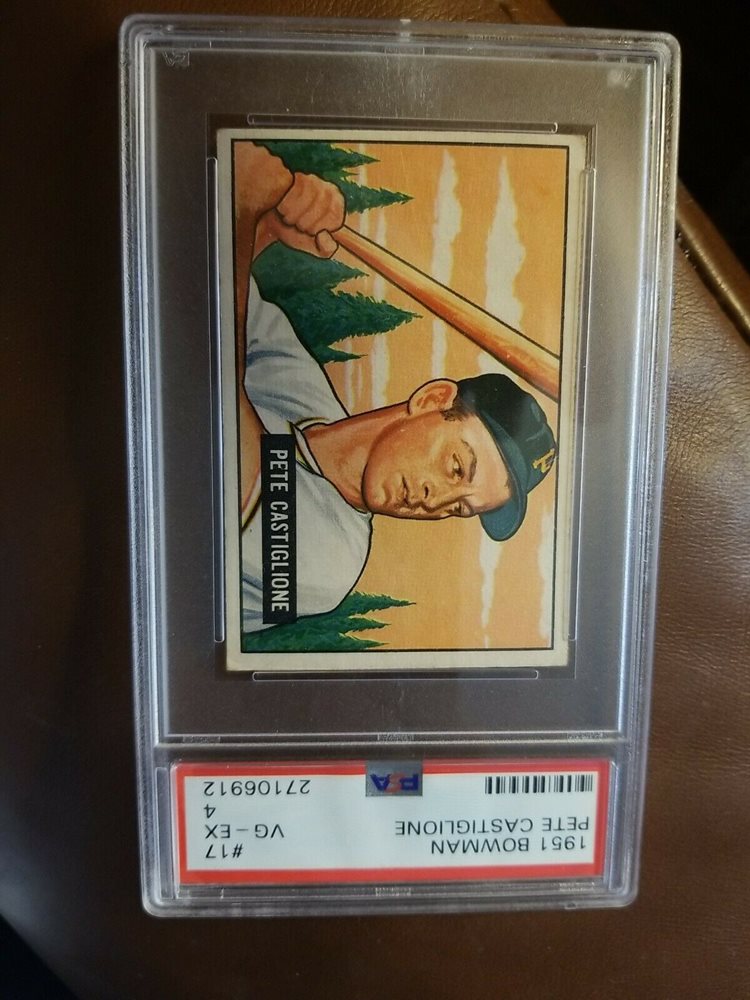 PETE CASTIGLIONE
P
1951 BOWMAN
PETE CASTIGLIONE
#17
VG-EX
4
PSA
27106912